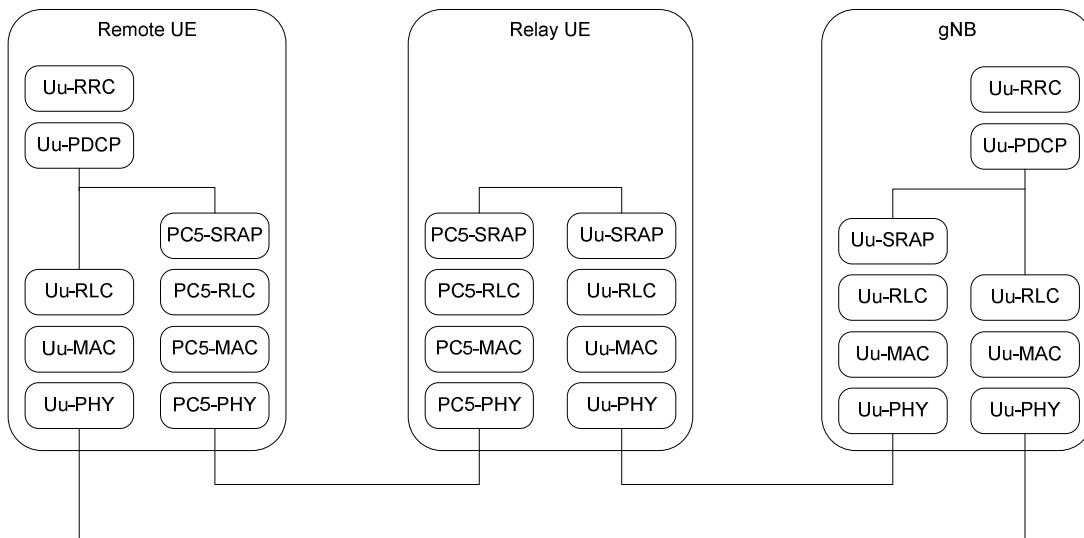 Remote UE
Uu-RRC
Uu-PDCP
PC5-SRAP
Uu-RLC
PC5-RLC
Uu-MAC
PC5-MAC
Uu-PHY
PC5-PHY
Relay UE
PC5-SRAP
Uu-SRAP
PC5-RLC
Uu-RLC
PC5-MAC
Uu-MAC
PC5-PHY
Uu-PHY
gNB
Uu-RRC
Uu-PDCP
Uu-SRAP
Uu-RLC
Uu-RLC
Uu-MAC
Uu-MAC
Uu-PHY
Uu-PHY